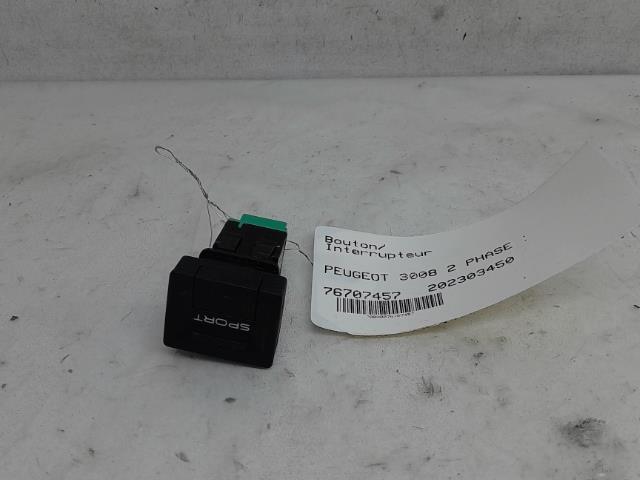 Bouton/
Interrupteur
PEUGEOT 3008 2 PHASE
76707457 202303450
SPORT